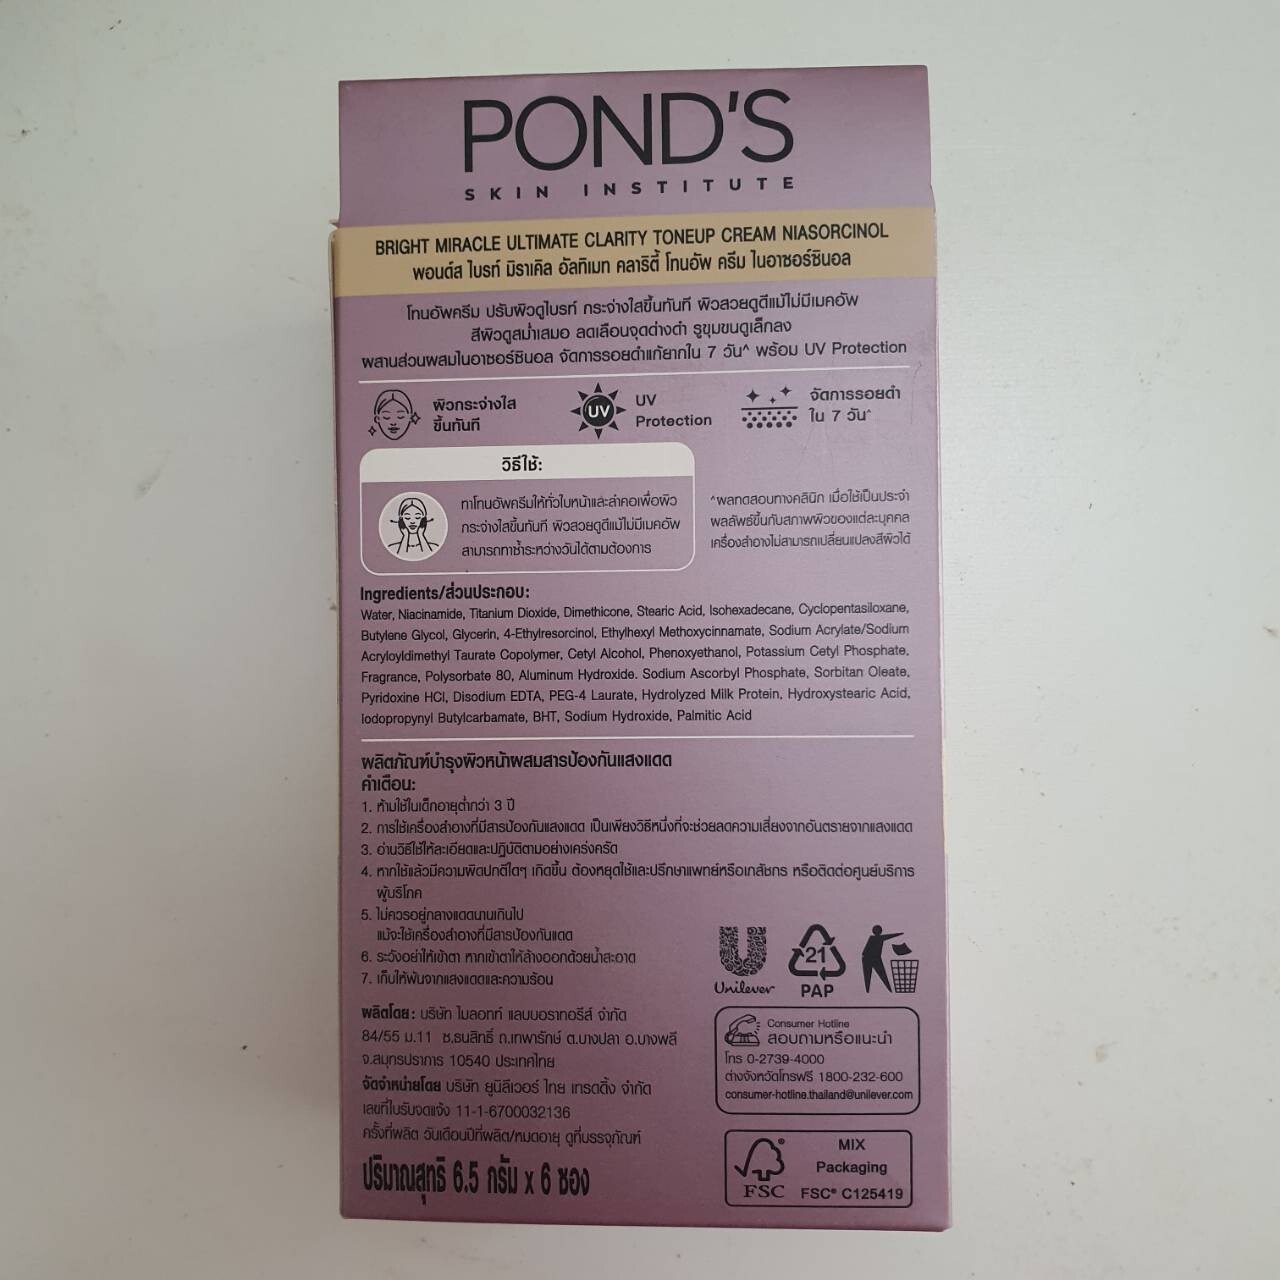 POND'S
SKIN INSTITUTE
BRIGHT MIRACLE ULTIMATE CLARITY TONEUP CREAM NIASORCINOL
พอนด์ส ไบรท์ มิราเคิล อัลทิเมท คลาริตี้ โทนอัพ ครีม ไนอาซอร์ซินอล
โทนอัพครีม ปรับผิวดูไบรท์ กระจ่างใสขึ้นทันที ผิวสวยดูดีแม้ไม่มีเมคอัพ
สีผิวดูสม่ำเสมอ ลดเลือนจุดด่างดำ รูขุมขนดูเล็กลง
ผสานส่วนผสมไนอาซอร์ซินอล จัดการรอยดำแก้ยากใน 7 วัน^ พร้อม UV Protection
ผิวกระจ่างใส
ขึ้นทันที
UV
UV
Protection
จัดการรอยดำ
ใน 7 วัน^
วิธีใช้:
ทาโทนอัพครีมให้ทั่วใบหน้าและลำคอเพื่อผิว
กระจ่างใสขึ้นทันที ผิวสวยดูดีแม้ไม่มีเมคอัพ
สามารถทาซ้ำระหว่างวันได้ตามต้องการ
^ผลทดสอบทางคลินิก เมื่อใช้เป็นประจำ
ผลลัพธ์ขึ้นกับสภาพผิวของแต่ละบุคคล
เครื่องสำอางไม่สามารถเปลี่ยนแปลงสีผิวได้
Ingredients/ส่วนประกอบ:
Water, Niacinamide, Titanium Dioxide, Dimethicone, Stearic Acid, Isohexadecane, Cyclopentasiloxane,
Butylene Glycol, Glycerin, 4-Ethylresorcinol, Ethylhexyl Methoxycinnamate, Sodium Acrylate/Sodium
Acryloyldimethyl Taurate Copolymer, Cetyl Alcohol, Phenoxyethanol, Potassium Cetyl Phosphate,
Fragrance, Polysorbate 80, Aluminum Hydroxide. Sodium Ascorbyl Phosphate, Sorbitan Oleate,
Pyridoxine HCl, Disodium EDTA, PEG-4 Laurate, Hydrolyzed Milk Protein, Hydroxystearic Acid,
Iodopropynyl Butylcarbamate, BHT, Sodium Hydroxide, Palmitic Acid
ผลิตภัณฑ์บำรุงผิวหน้าผสมสารป้องกันแสงแดด
คำเตือน:
1. ห้ามใช้ในเด็กอายุต่ำกว่า 3 ปี
2. การใช้เครื่องสำอางที่มีสารป้องกันแสงแดด เป็นเพียงวิธีหนึ่งที่จะช่วยลดความเสี่ยงจากอันตรายจากแสงแดด
3. อ่านวิธีใช้ให้ละเอียดและปฏิบัติตามอย่างเคร่งครัด
4. หากใช้แล้วมีความผิดปกติใดๆ เกิดขึ้น ต้องหยุดใช้และปรึกษาแพทย์หรือเภสัชกร หรือติดต่อศูนย์บริการ
ผู้บริโภค
5. ไม่ควรอยู่กลางแดดนานเกินไป
แม้จะใช้เครื่องสำอางที่มีสารป้องกันแดด
6. ระวังอย่าให้เข้าตา หากเข้าตาให้ล้างออกด้วยน้ำสะอาด
7. เก็บให้พ้นจากแสงแดดและความร้อน
Unilever
21
PAP
ผลิตโดย: บริษัท ไมลอทท์ แลบบอราทอรีส์ จำกัด
84/55 ม.11 ซ.ธนสิทธิ์ ถ.เทพารักษ์ ต.บางปลา อ.บางพลี
จ.สมุทรปราการ 10540 ประเทศไทย
จัดจำหน่ายโดย บริษัท ยูนิลีเวอร์ ไทย เทรดดิ้ง จำกัด
เลขที่ใบรับจดแจ้ง 11-1-6700032136
ครั้งที่ผลิต วันเดือนปีที่ผลิต/หมดอายุ ดูที่บรรจุภัณฑ์
ปริมาณสุทธิ 6.5 กรัม x 6 ซอง
Consumer Hotline
สอบถามหรือแนะนำ
โทร 0-2739-4000
ต่างจังหวัดโทรฟรี 1800-232-600
consumer-hotline.thailand@unilever.com
FSC
MIX
Packaging
FSC® C125419